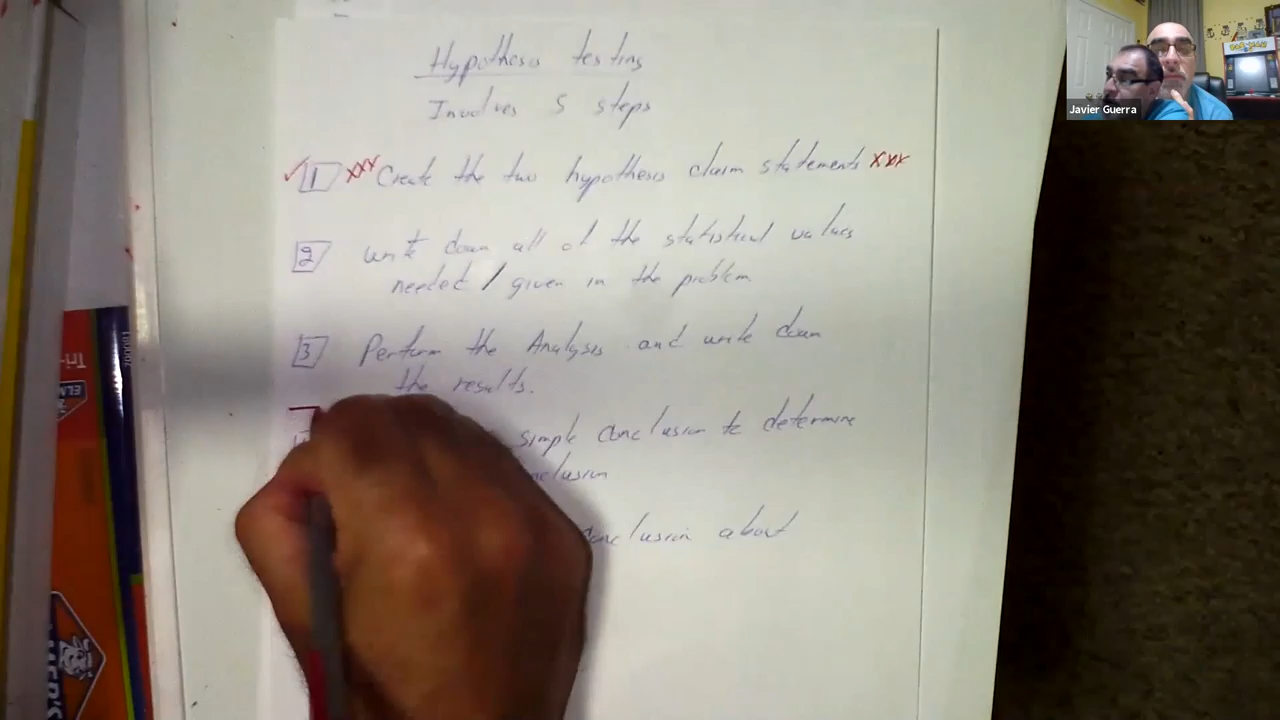 Hypothesis testing
Involves 5 steps
✓ 1 xxx Create the two hypothesis claim statements xxx
2 write down all of the statistical values
needed / given in the problem.
3 Perform the Analysis and write down
the results.
simple conclusion to determine
conclusion about
Javier Guerra